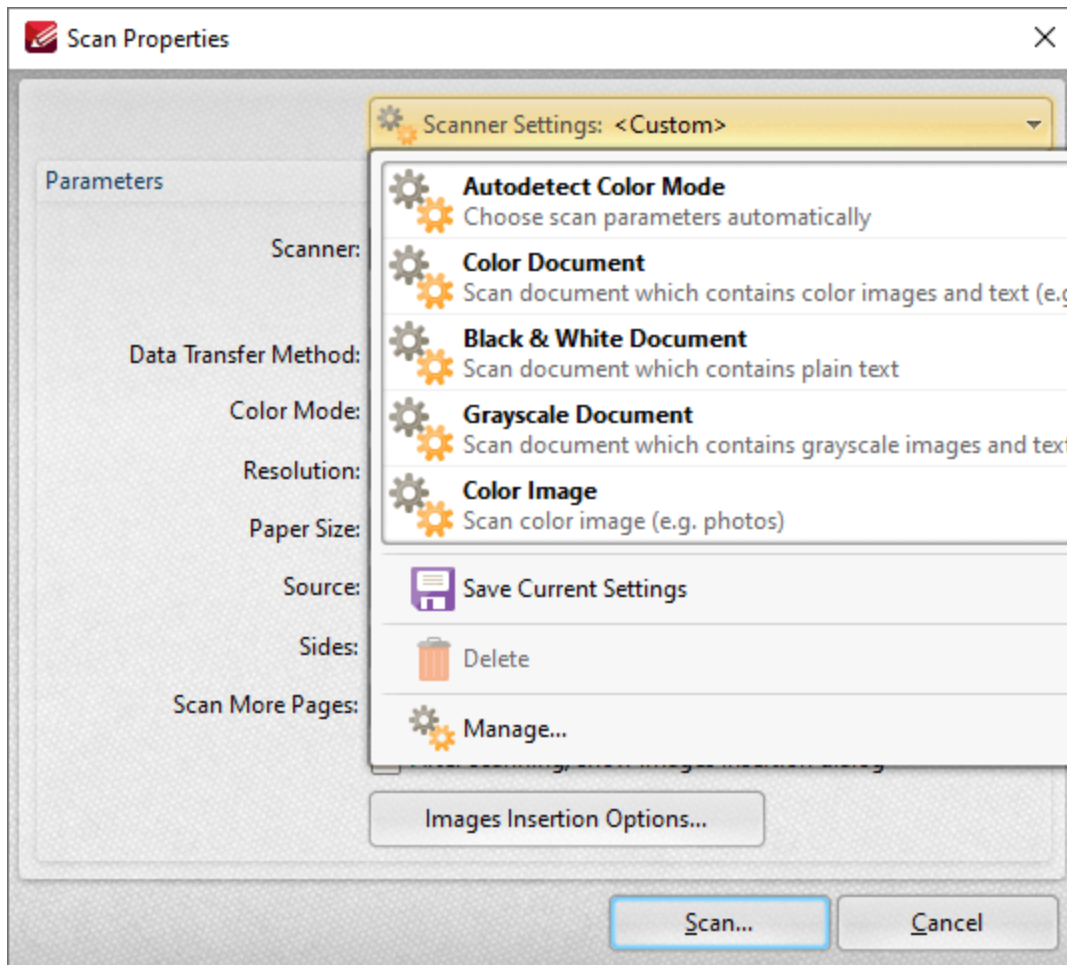 Scan Properties
Scanner Settings: <Custom>
Parameters
Scanner:
Data Transfer Method:
Color Mode:
Resolution:
Paper Size:
Source:
Sides:
Scan More Pages:
Autodetect Color Mode
Choose scan parameters automatically
Color Document
Scan document which contains color images and text (e.g
Black & White Document
Scan document which contains plain text
Grayscale Document
Scan document which contains grayscale images and text
Color Image
Scan color image (e.g. photos)
Save Current Settings
Delete
Manage...
Images Insertion Options...
Scan...
Cancel